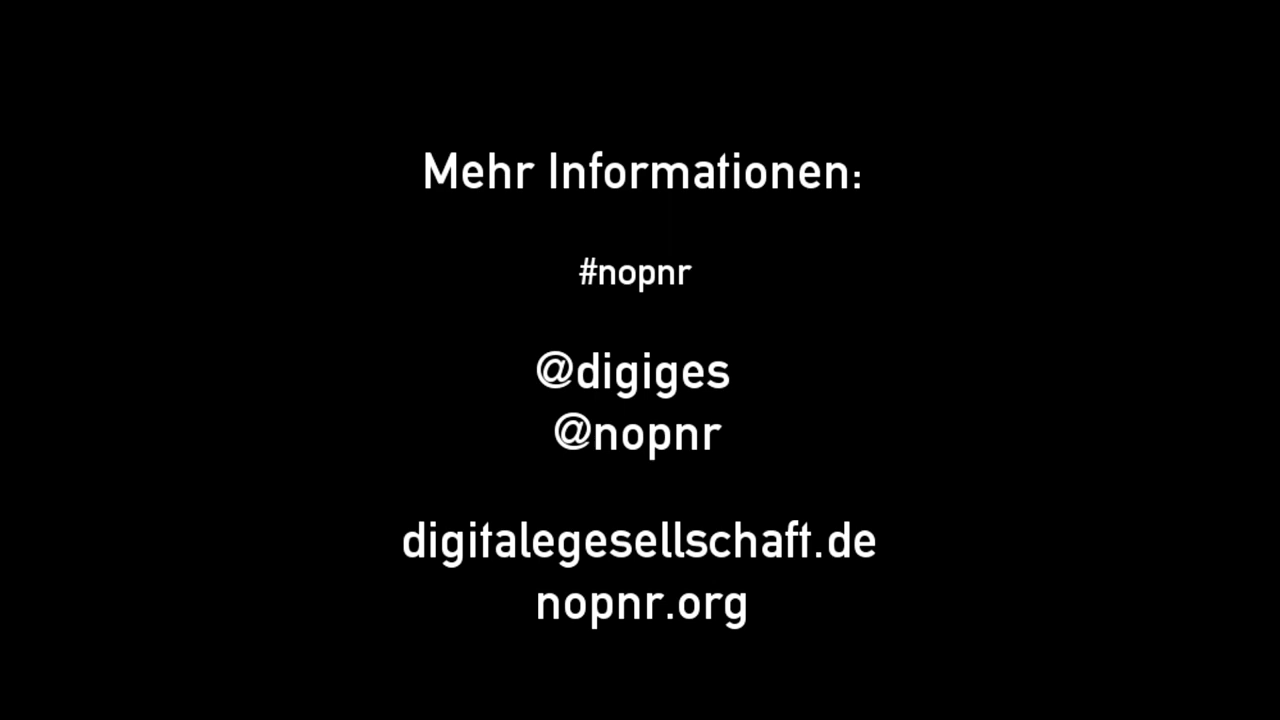 Mehr Informationen:
#nopnr
@digiges
@nopnr
digitalegesellschaft.de
nopnr.org